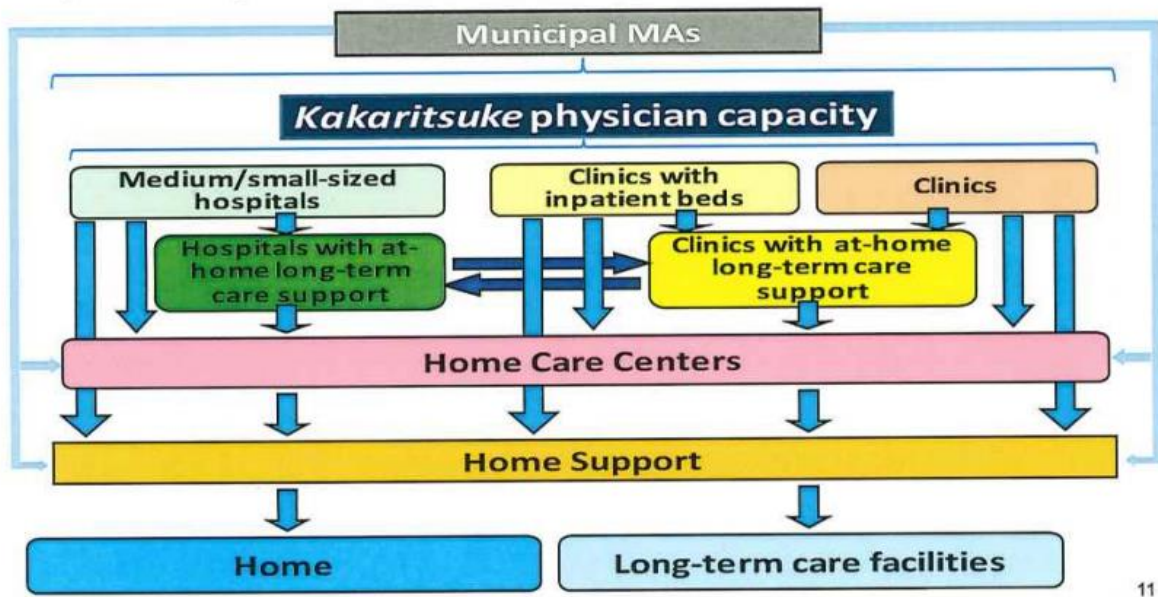 Municipal MAs
Kakaritsuke physician capacity
Medium/small-sized
hospitals
Clinics with
inpatient beds
Clinics
Hospitals with at-
home long-term
care support
Clinics with at-home
long-term care
support
Home Care Centers
Home Support
Home
Long-term care facilities
11